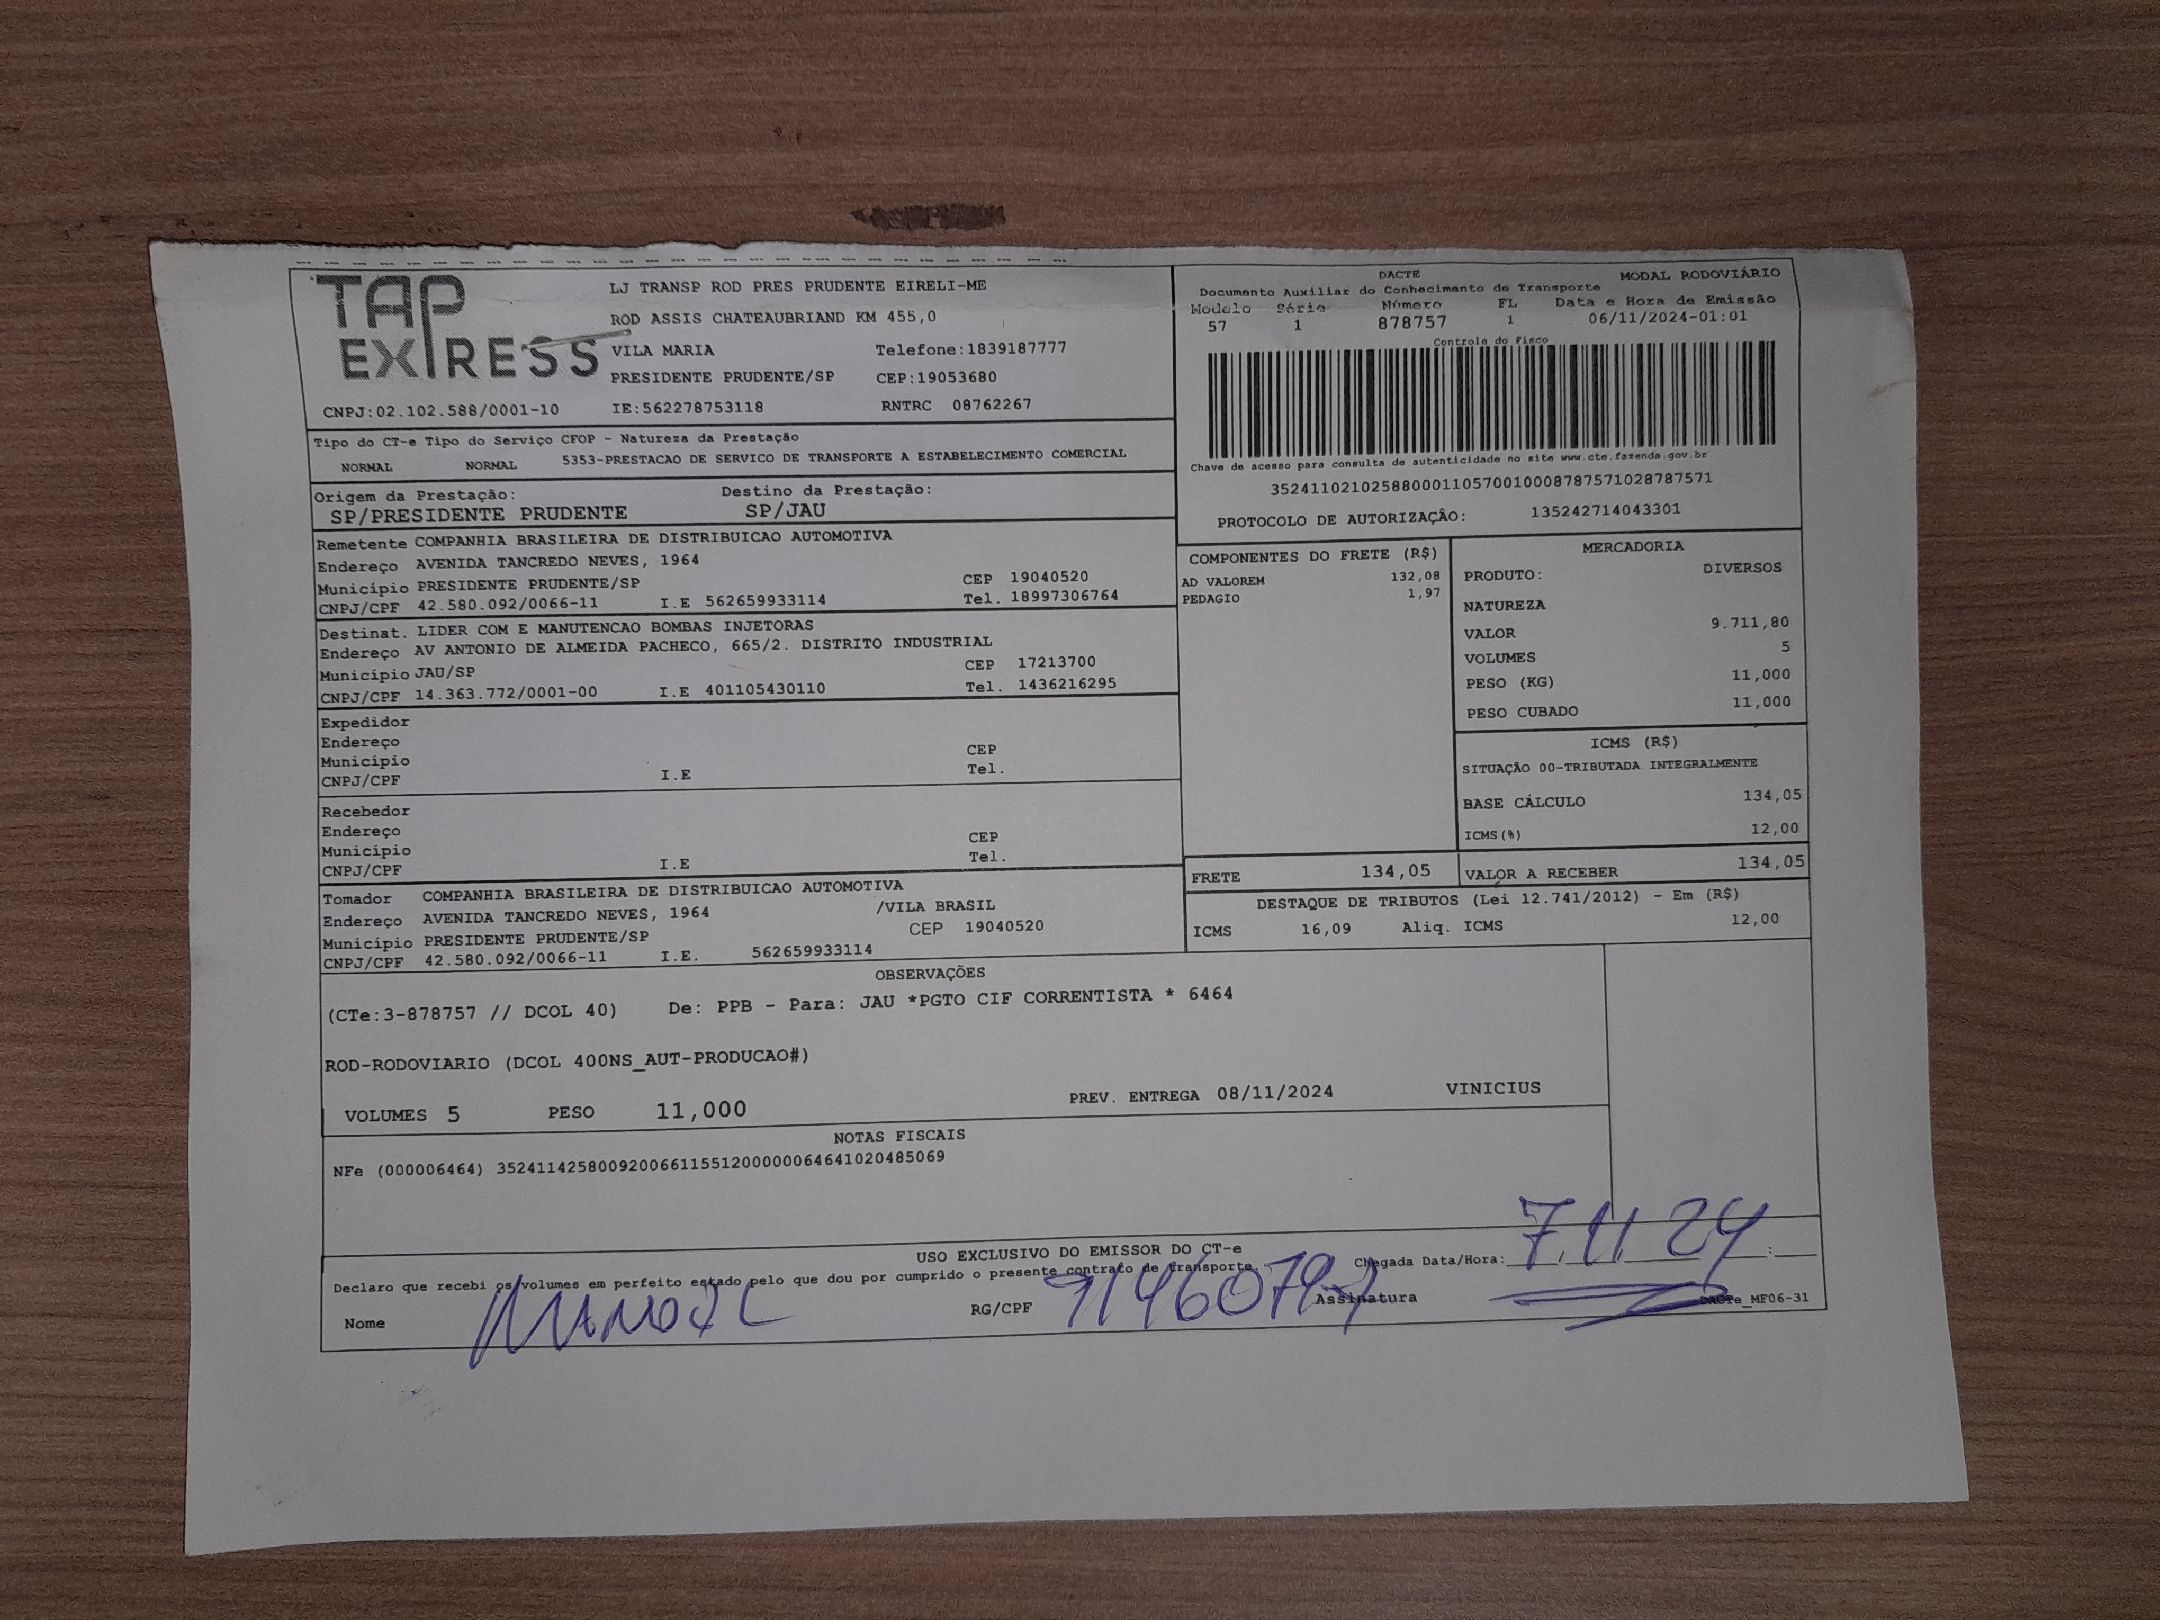 TAP EXPRESS
LJ TRANSP ROD PRES PRUDENTE EIRELI-ME
ROD ASSIS CHATEAUBRIAND KM 455,0
VILA MARIA Telefone:1839187777
PRESIDENTE PRUDENTE/SP CEP:19053680
CNPJ:02.102.588/0001-10 IE:562278753118 RNTRC 08762267
DACTE MODAL RODOVIÁRIO
Documento Auxiliar do Conhecimento de Transporte
Modelo Série Número FL Data e Hora de Emissão
57 1 878757 1 06/11/2024-01:01
Controle do Fisco
Chave de acesso para consulta de autenticidade no site www.cte.fazenda.gov.br
35241102102588000110570010008787571028787571
PROTOCOLO DE AUTORIZAÇÂO: 135242714043301
Tipo do CT-e Tipo do Serviço CFOP - Natureza da Prestação
NORMAL NORMAL 5353-PRESTACAO DE SERVICO DE TRANSPORTE A ESTABELECIMENTO COMERCIAL
Origem da Prestação: Destino da Prestação:
SP/PRESIDENTE PRUDENTE SP/JAU
Remetente COMPANHIA BRASILEIRA DE DISTRIBUICAO AUTOMOTIVA
Endereço AVENIDA TANCREDO NEVES, 1964
Município PRESIDENTE PRUDENTE/SP CEP 19040520
CNPJ/CPF 42.580.092/0066-11 I.E 562659933114 Tel. 18997306764
Destinat. LIDER COM E MANUTENCAO BOMBAS INJETORAS
Endereço AV ANTONIO DE ALMEIDA PACHECO, 665/2. DISTRITO INDUSTRIAL
Município JAU/SP CEP 17213700
CNPJ/CPF 14.363.772/0001-00 I.E 401105430110 Tel. 1436216295
Expedidor
Endereço
Município CEP
CNPJ/CPF I.E Tel.
Recebedor
Endereço
Município CEP
CNPJ/CPF I.E Tel.
Tomador COMPANHIA BRASILEIRA DE DISTRIBUICAO AUTOMOTIVA
Endereço AVENIDA TANCREDO NEVES, 1964 /VILA BRASIL
Município PRESIDENTE PRUDENTE/SP CEP 19040520
CNPJ/CPF 42.580.092/0066-11 I.E. 562659933114
COMPONENTES DO FRETE (R$)
AD VALOREM 132,08
PEDAGIO 1,97
MERCADORIA
PRODUTO: DIVERSOS
NATUREZA
VALOR 9.711,80
VOLUMES 5
PESO (KG) 11,000
PESO CUBADO 11,000
ICMS (R$)
SITUAÇÃO 00-TRIBUTADA INTEGRALMENTE
BASE CÁLCULO 134,05
ICMS(%) 12,00
FRETE 134,05 VALOR A RECEBER 134,05
DESTAQUE DE TRIBUTOS (Lei 12.741/2012) - Em (R$)
ICMS 16,09 Aliq. ICMS 12,00
OBSERVAÇÕES
(CTe:3-878757 // DCOL 40) De: PPB - Para: JAU *PGTO CIF CORRENTISTA * 6464
ROD-RODOVIARIO (DCOL 400NS_AUT-PRODUCAO#)
VOLUMES 5 PESO 11,000 PREV. ENTREGA 08/11/2024 VINICIUS
NOTAS FISCAIS
NFe (000006464) 35241142580092006611551200000064641020485069
USO EXCLUSIVO DO EMISSOR DO CT-e
Declaro que recebi os volumes em perfeito estado pelo que dou por cumprido o presente contrato de transporte. Chegada Data/Hora: 7.11.24
Nome RG/CPF Assinatura DACTe_MF06-31